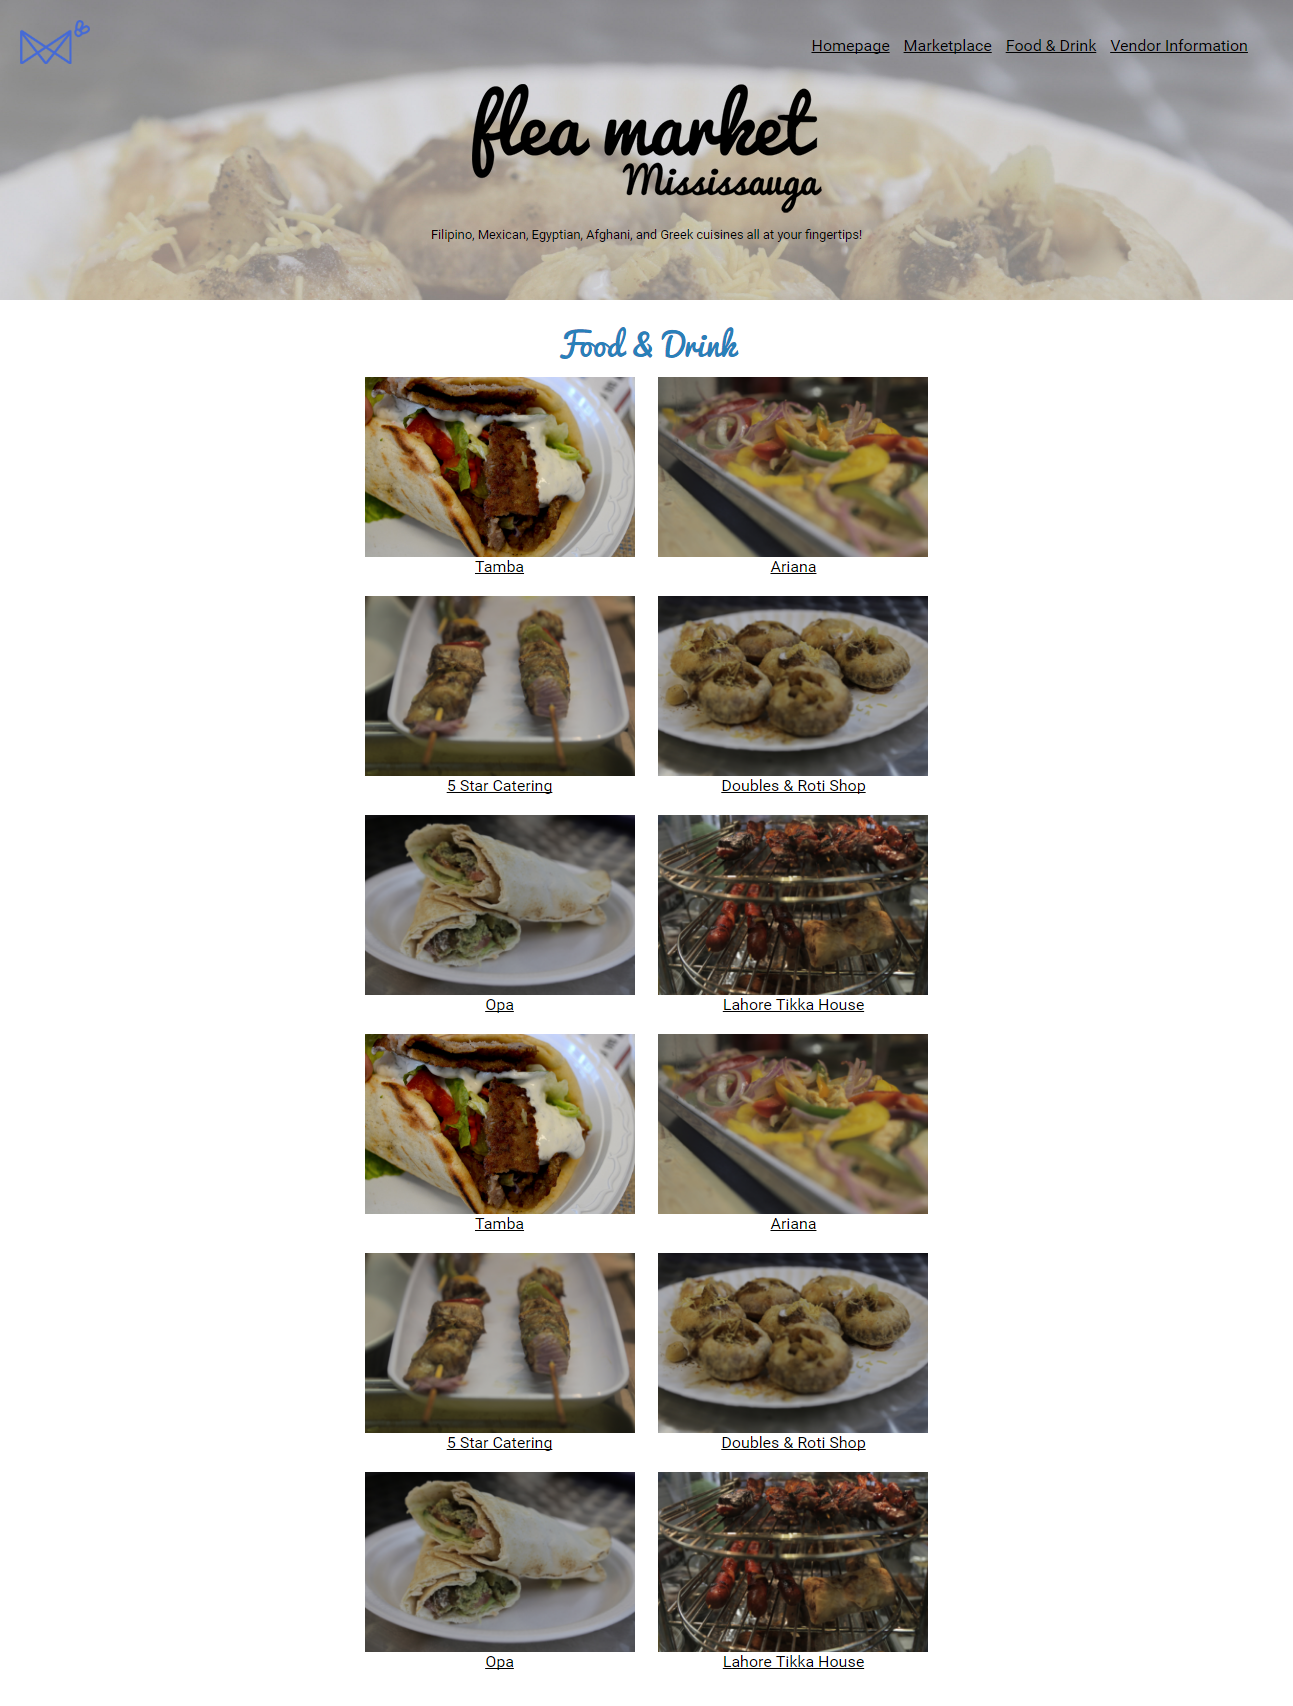 Homepage Marketplace Food & Drink Vendor Information
flea market
Mississauga
Filipino, Mexican, Egyptian, Afghani, and Greek cuisines all at your fingertips!
Food & Drink
Tamba Ariana
5 Star Catering Doubles & Roti Shop
Opa Lahore Tikka House
Tamba Ariana
5 Star Catering Doubles & Roti Shop
Opa Lahore Tikka House